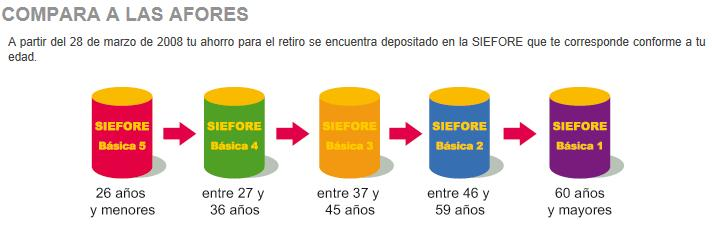 COMPARA A LAS AFORES
A partir del 28 de marzo de 2008 tu ahorro para el retiro se encuentra depositado en la SIEFORE que te corresponde conforme a tu
edad.
SIEFORE
Básica 5
SIEFORE
Básica 4
SIEFORE
Básica 3
SIEFORE
Básica 2
SIEFORE
Básica 1
26 años
y menores
entre 27 y
36 años
entre 37 y
45 años
entre 46 y
59 años
60 años
y mayores